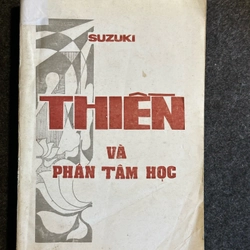 SUZUKI
THIỀN
VÀ
PHÂN TÂM HỌC